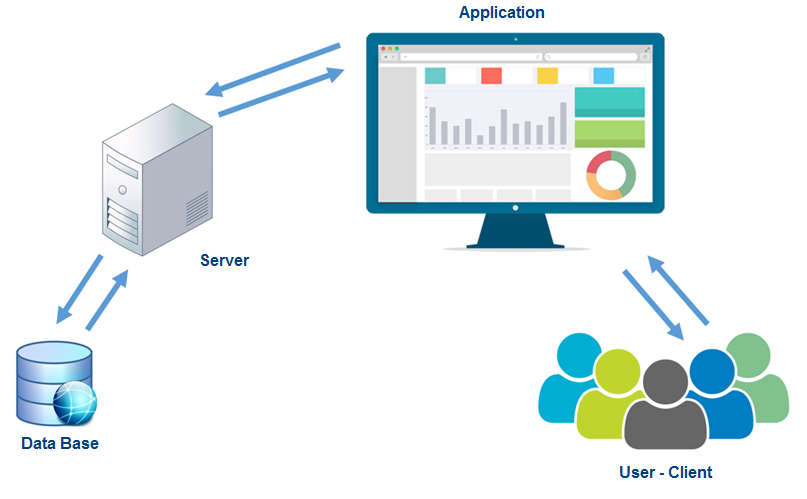 Application
Server
Data Base
User - Client